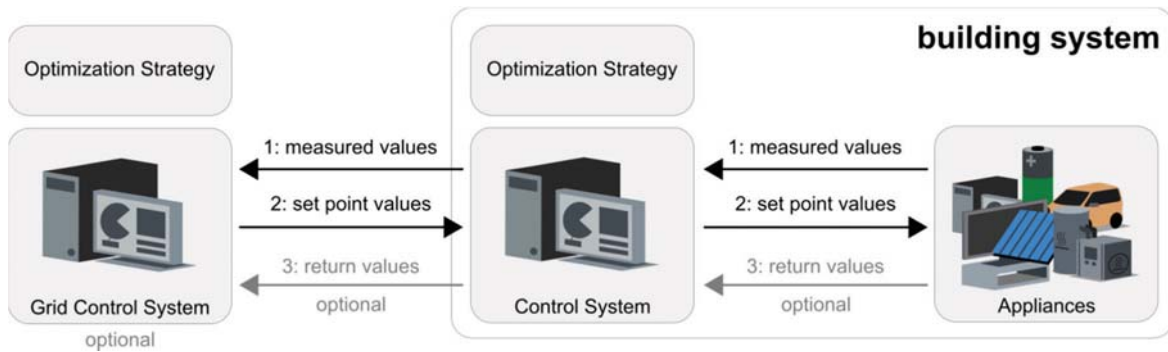 building system
Optimization Strategy
Optimization Strategy
1: measured values
1: measured values
2: set point values
2: set point values
3: return values
3: return values
optional
optional
Grid Control System
Control System
Appliances
optional